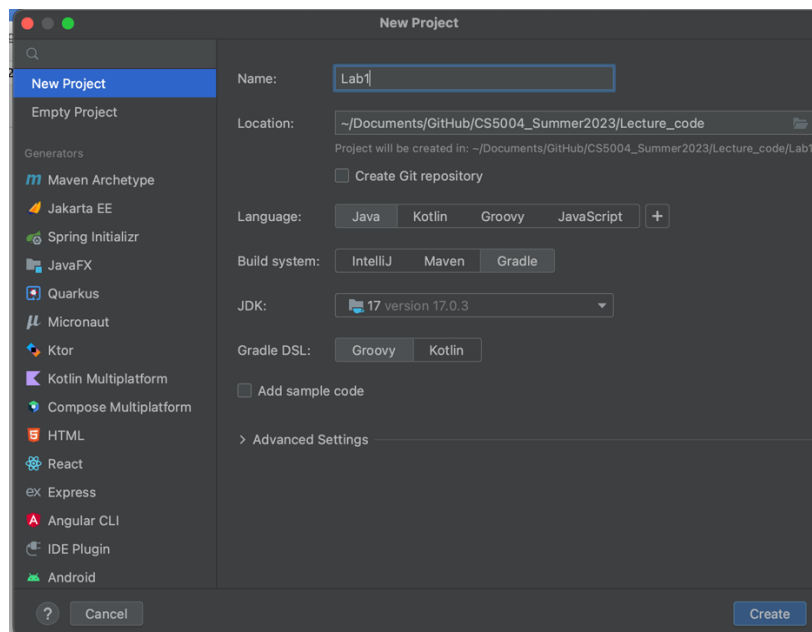 New Project
New Project
Empty Project
Generators
Maven Archetype
Jakarta EE
Spring Initializr
JavaFX
Quarkus
Micronaut
Ktor
Kotlin Multiplatform
Compose Multiplatform
HTML
React
ex Express
Angular CLI
IDE Plugin
Android
? Cancel
Name: Lab1
Location: ~/Documents/GitHub/CS5004_Summer2023/Lecture_code
Project will be created in: ~/Documents/GitHub/CS5004_Summer2023/Lecture_code/Lab1
Create Git repository
Language: Java Kotlin Groovy JavaScript +
Build system: IntelliJ Maven Gradle
JDK: 17 version 17.0.3
Gradle DSL: Groovy Kotlin
Add sample code
Advanced Settings
Create